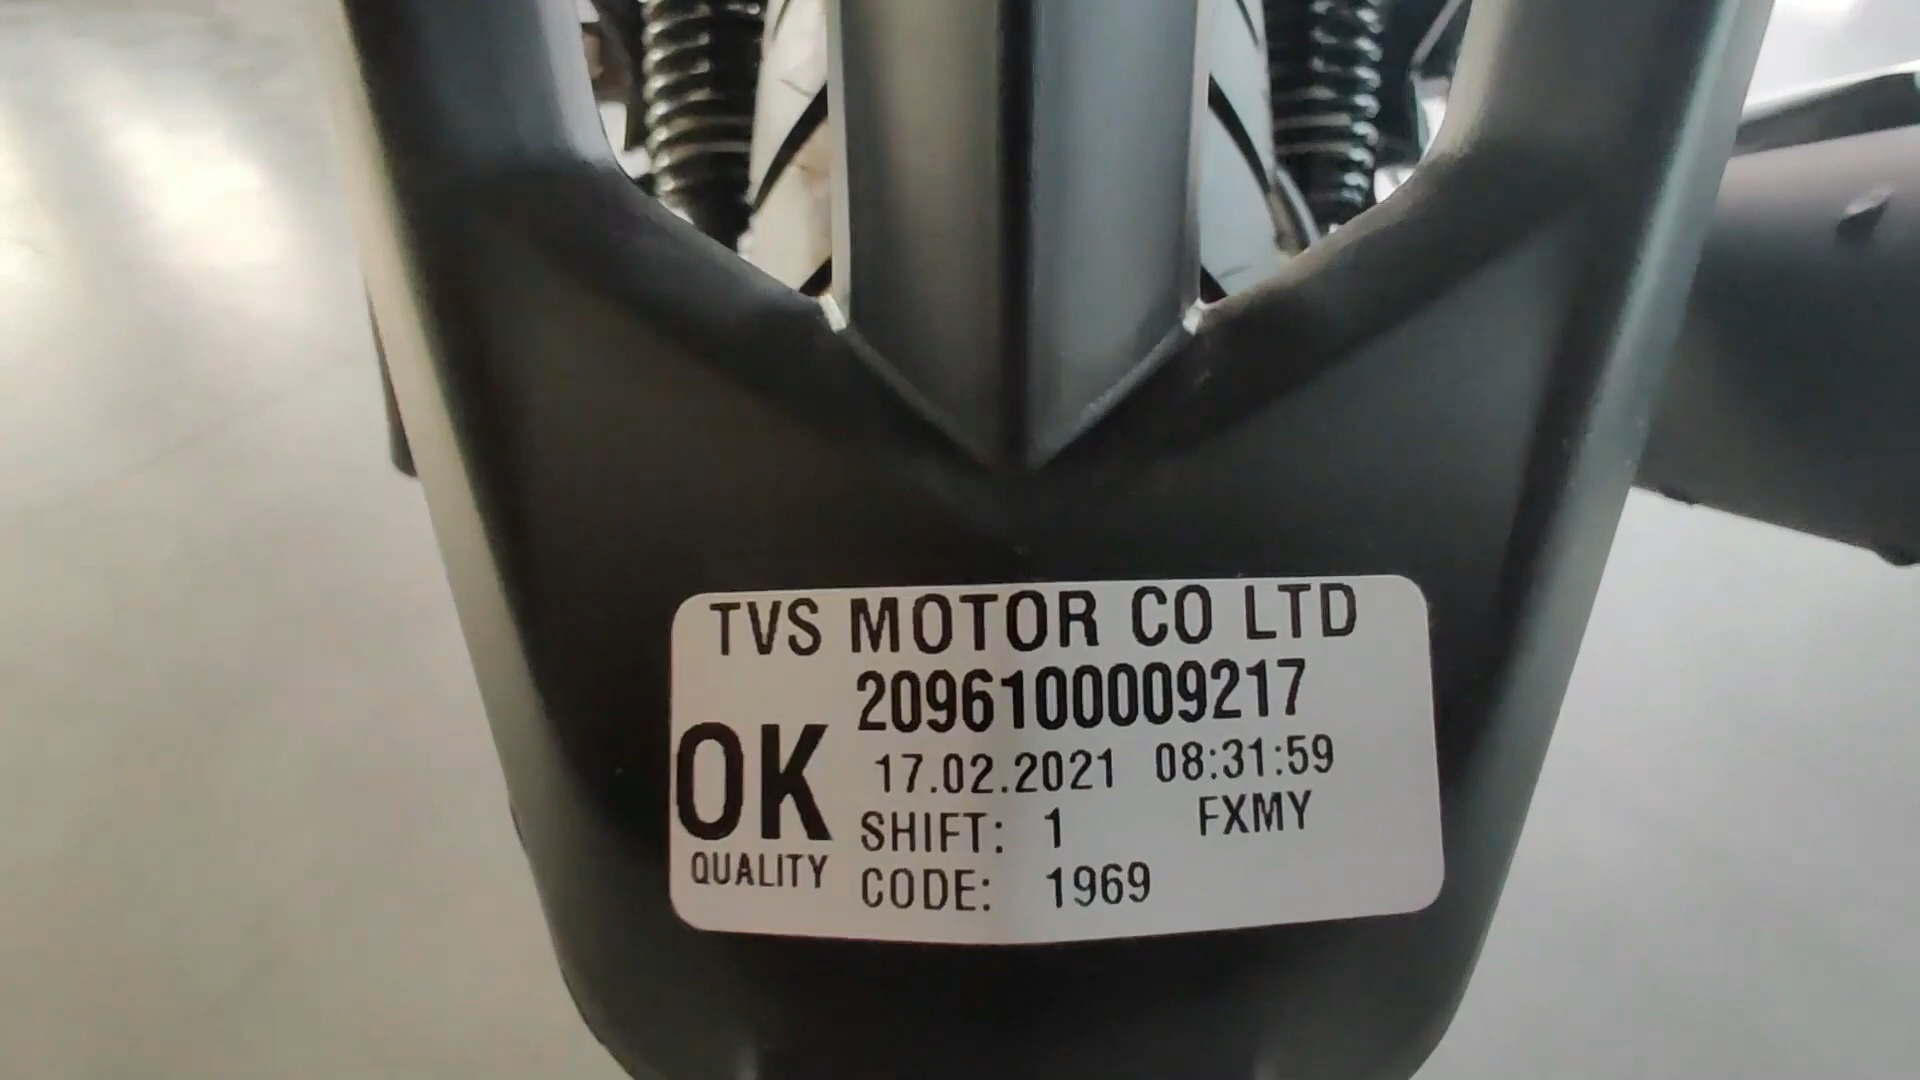 TVS MOTOR CO LTD
2096100009217
OK 17.02.2021 08:31:59
SHIFT: 1 FXMY
QUALITY CODE: 1969